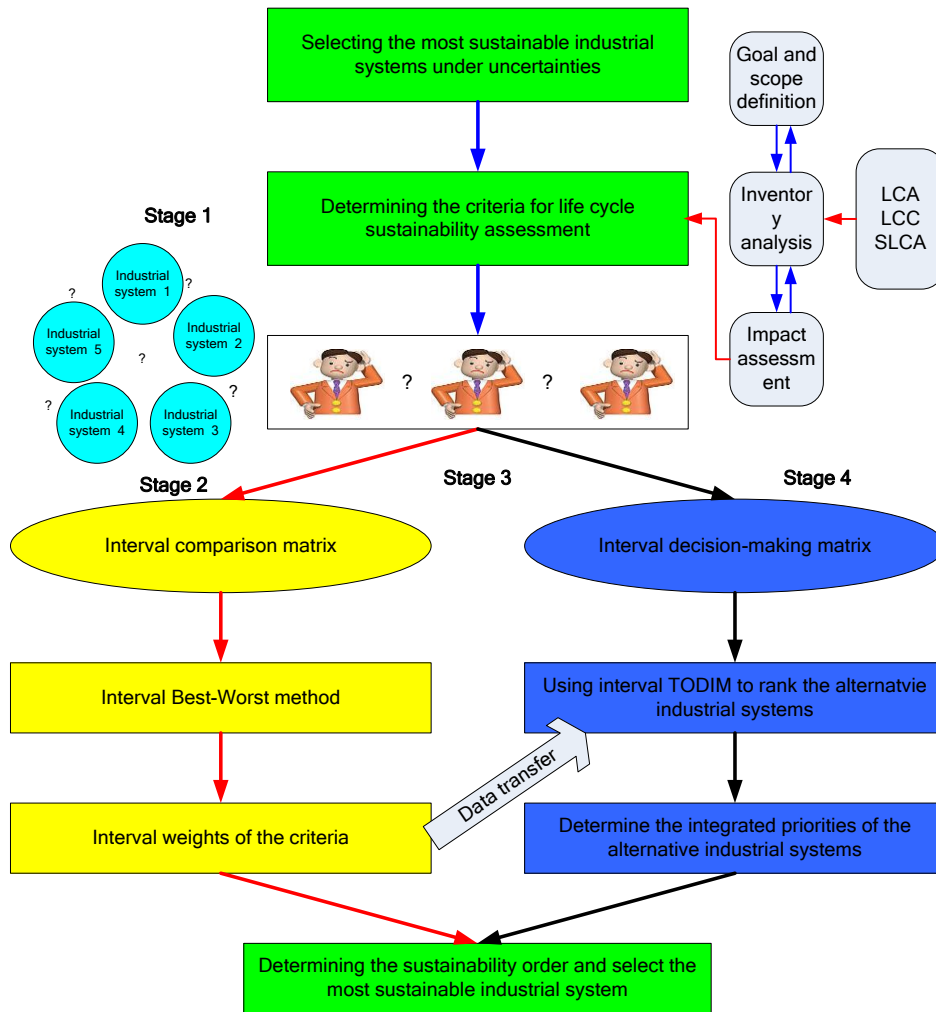 Selecting the most sustainable industrial
systems under uncertainties
Goal and
scope
definition
Determining the criteria for life cycle
sustainability assessment
Inventor
y
analysis
LCA
LCC
SLCA
Impact
assessm
ent
Stage 1
Industrial
system 1
?
?
Industrial
system 2
Industrial
system 5
?
?
?
Industrial
system 4
Industrial
system 3
?
?
Stage 2
Stage 3
Stage 4
Interval comparison matrix
Interval decision-making matrix
Interval Best-Worst method
Using interval TODIM to rank the alternatvie
industrial systems
Data transfer
Interval weights of the criteria
Determine the integrated priorities of the
alternative industrial systems
Determining the sustainability order and select the
most sustainable industrial system